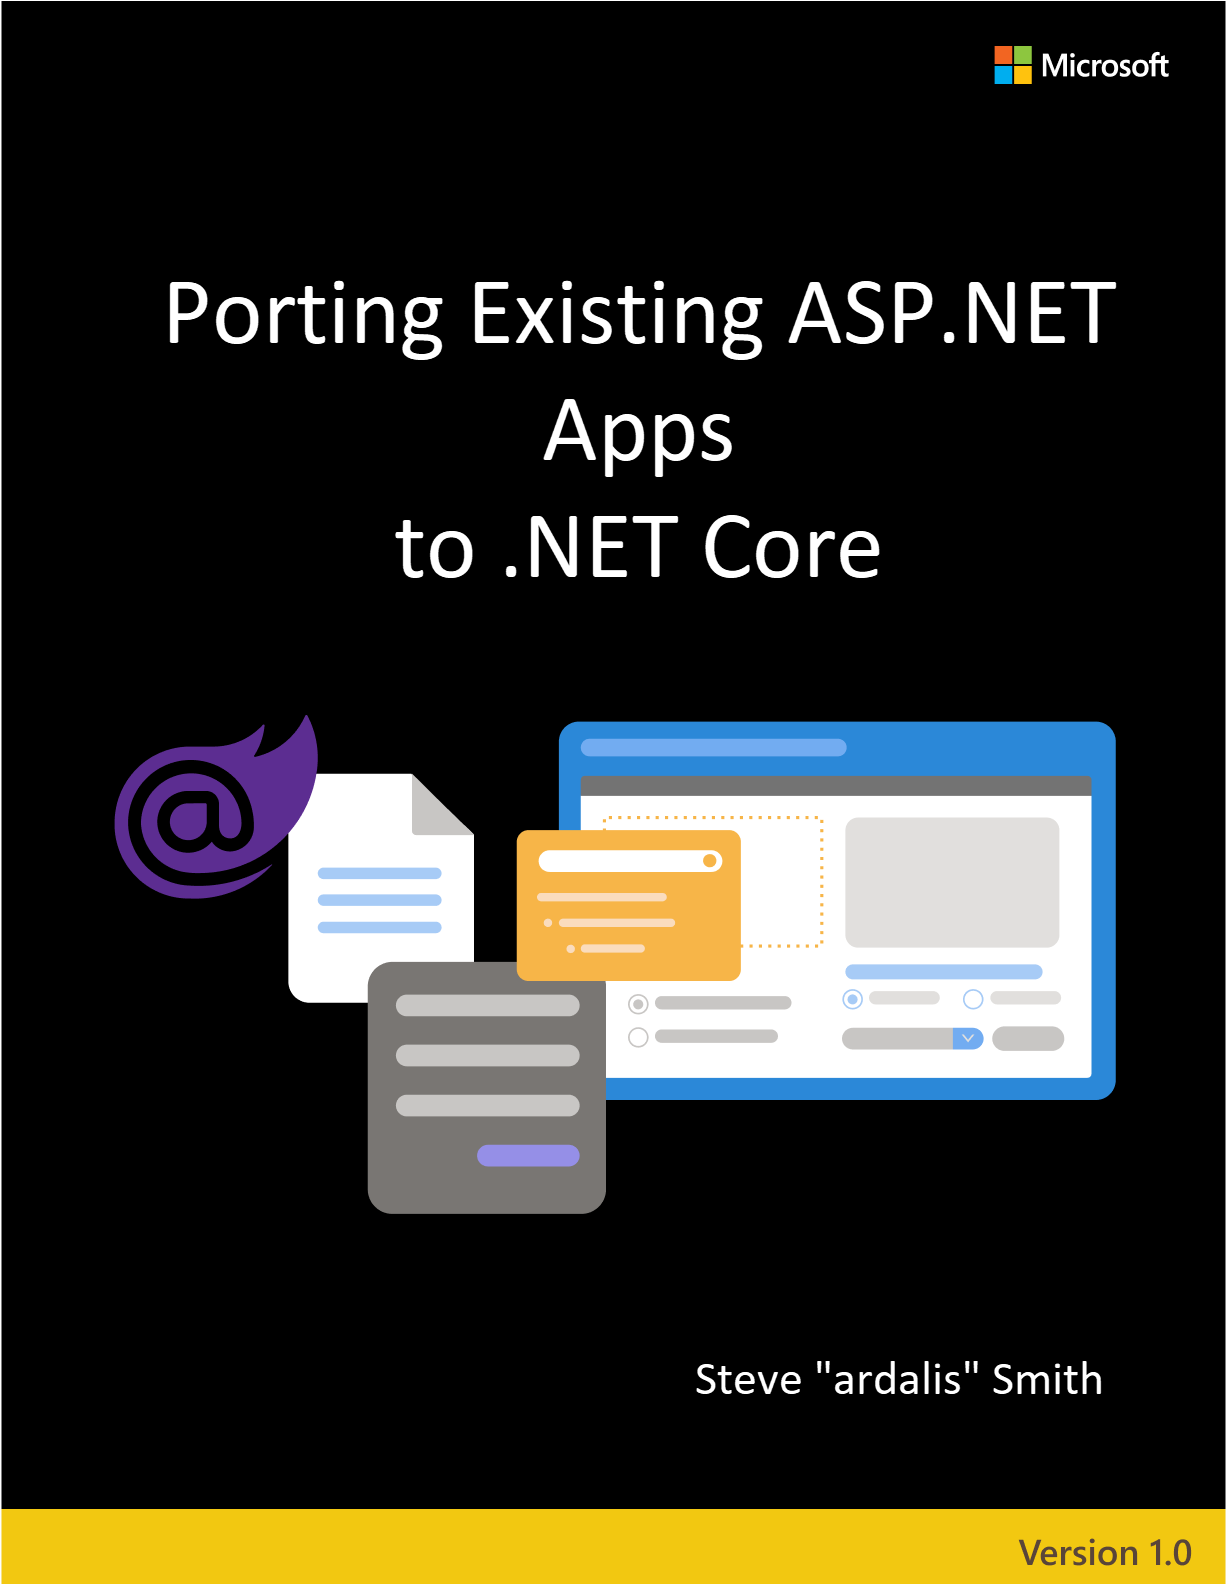 Microsoft
Porting Existing ASP.NET
Apps
to .NET Core
Steve "ardalis" Smith
Version 1.0